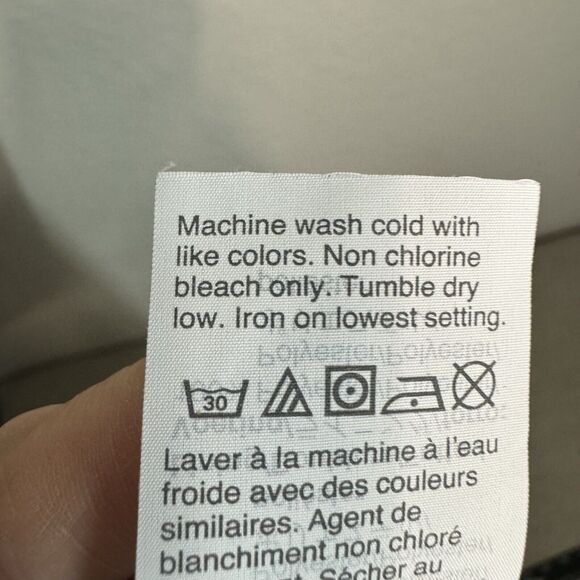 Machine wash cold with
like colors. Non chlorine
bleach only. Tumble dry
low. Iron on lowest setting.
30
Laver à la machine à l'eau
froide avec des couleurs
similaires. Agent de
blanchiment non chloré
Sécher au